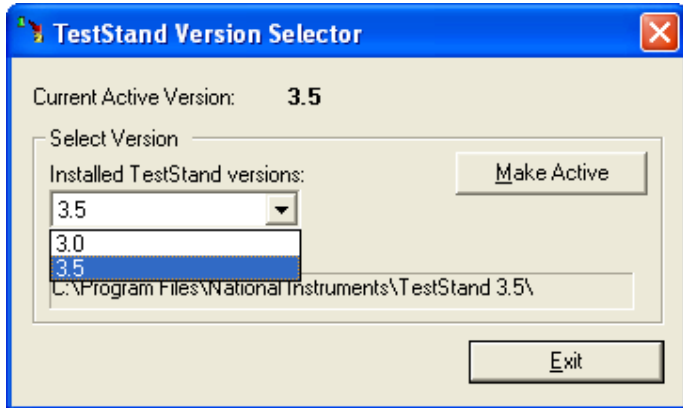 TestStand Version Selector
Current Active Version: 3.5
Select Version
Installed TestStand versions:
Make Active
3.5
3.0
3.5
C:\Program Files\National Instruments\TestStand 3.5\
Exit